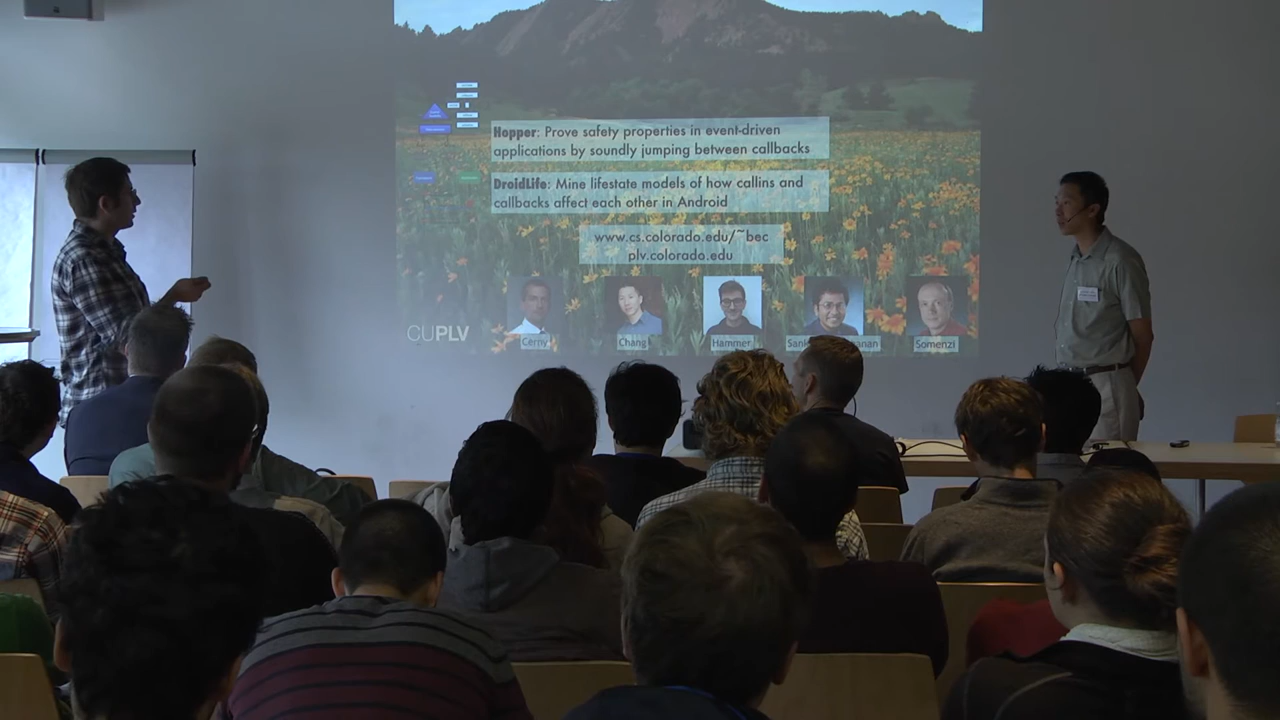 Hopper: Prove safety properties in event-driven
applications by soundly jumping between callbacks
DroidLife: Mine lifestate models of how callins and
callbacks affect each other in Android
www.cs.colorado.edu/~bec
plv.colorado.edu
CUPLV
Cerny
Chang
Hammer
Somenzi